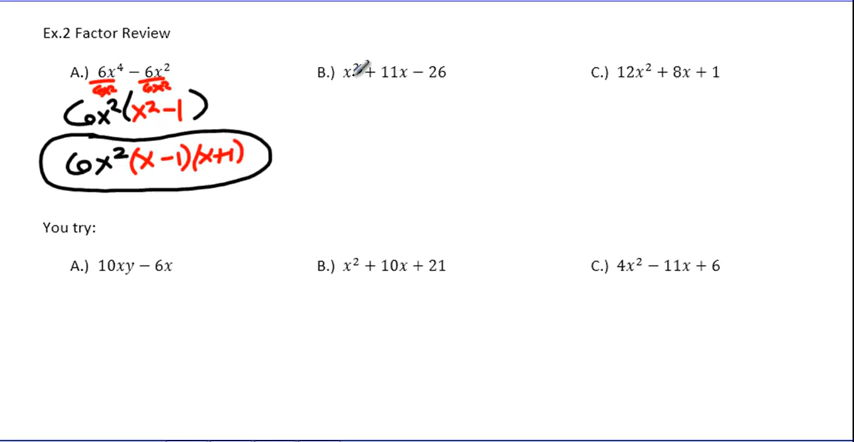 Ex.2 Factor Review
A.) 6x⁴ − 6x² B.) x² + 11x − 26 C.) 12x² + 8x + 1
6x² 6x²
6x²(x²-1)
6x²(x-1)(x+1)
You try:
A.) 10xy − 6x B.) x² + 10x + 21 C.) 4x² − 11x + 6